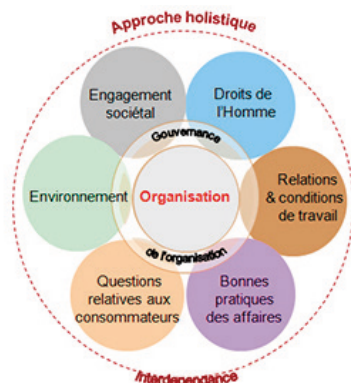 Approche holistique
Engagement
sociétal
Droits de
l'Homme
Gouvernance
Environnement
Organisation
Relations
& conditions
de travail
de l'organisation
Questions
relatives aux
consommateurs
Bonnes
pratiques
des affaires
Interdependance